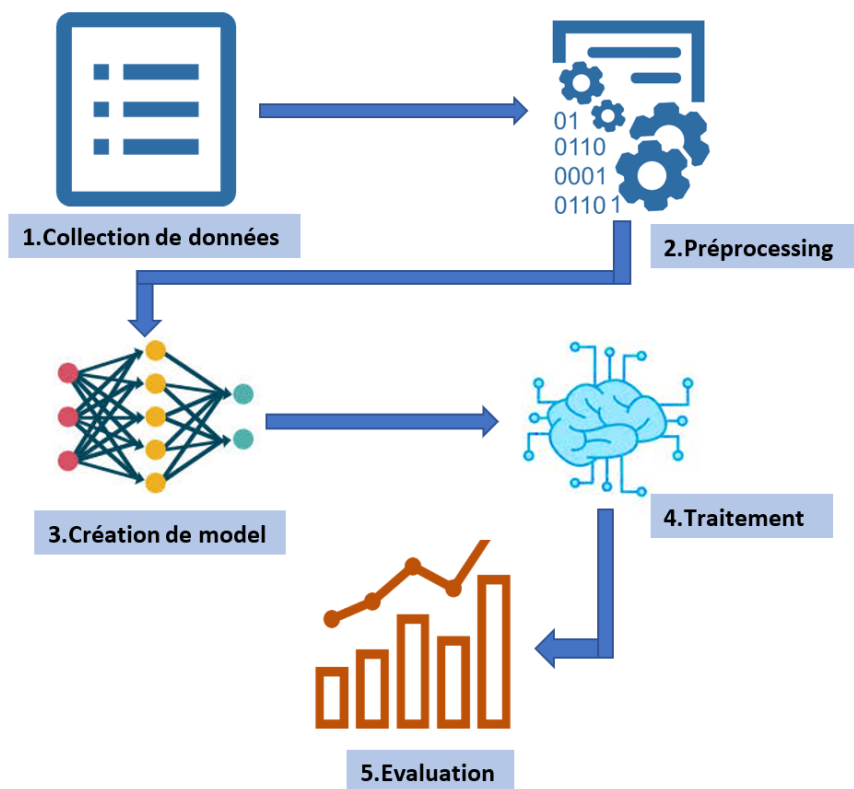 01
0110
0001
0110 1
1.Collection de données
2.Préprocessing
3.Création de model
4.Traitement
5.Evaluation